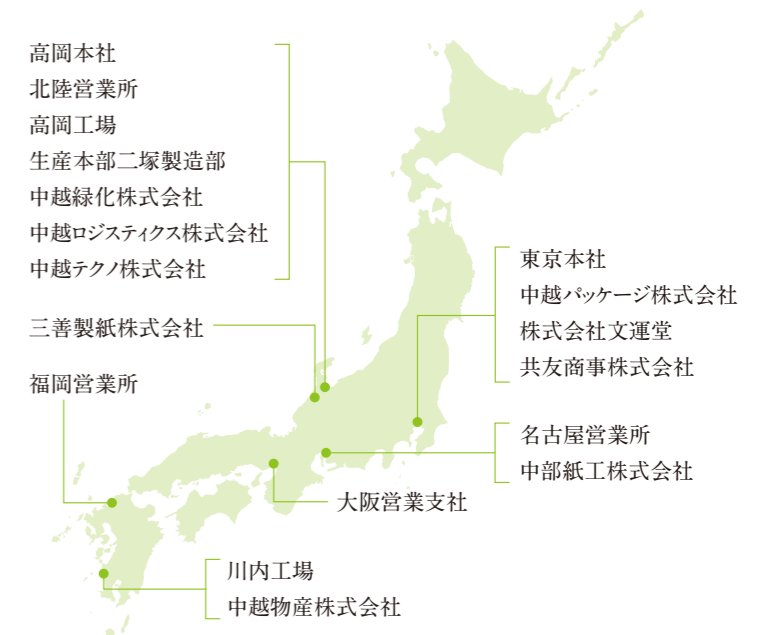 高岡本社
北陸営業所
高岡工場
生産本部二塚製造部
中越緑化株式会社
中越ロジスティクス株式会社
中越テクノ株式会社
三善製紙株式会社
福岡営業所
東京本社
中越パッケージ株式会社
株式会社文運堂
共友商事株式会社
名古屋営業所
中部紙工株式会社
大阪営業支社
川内工場
中越物産株式会社